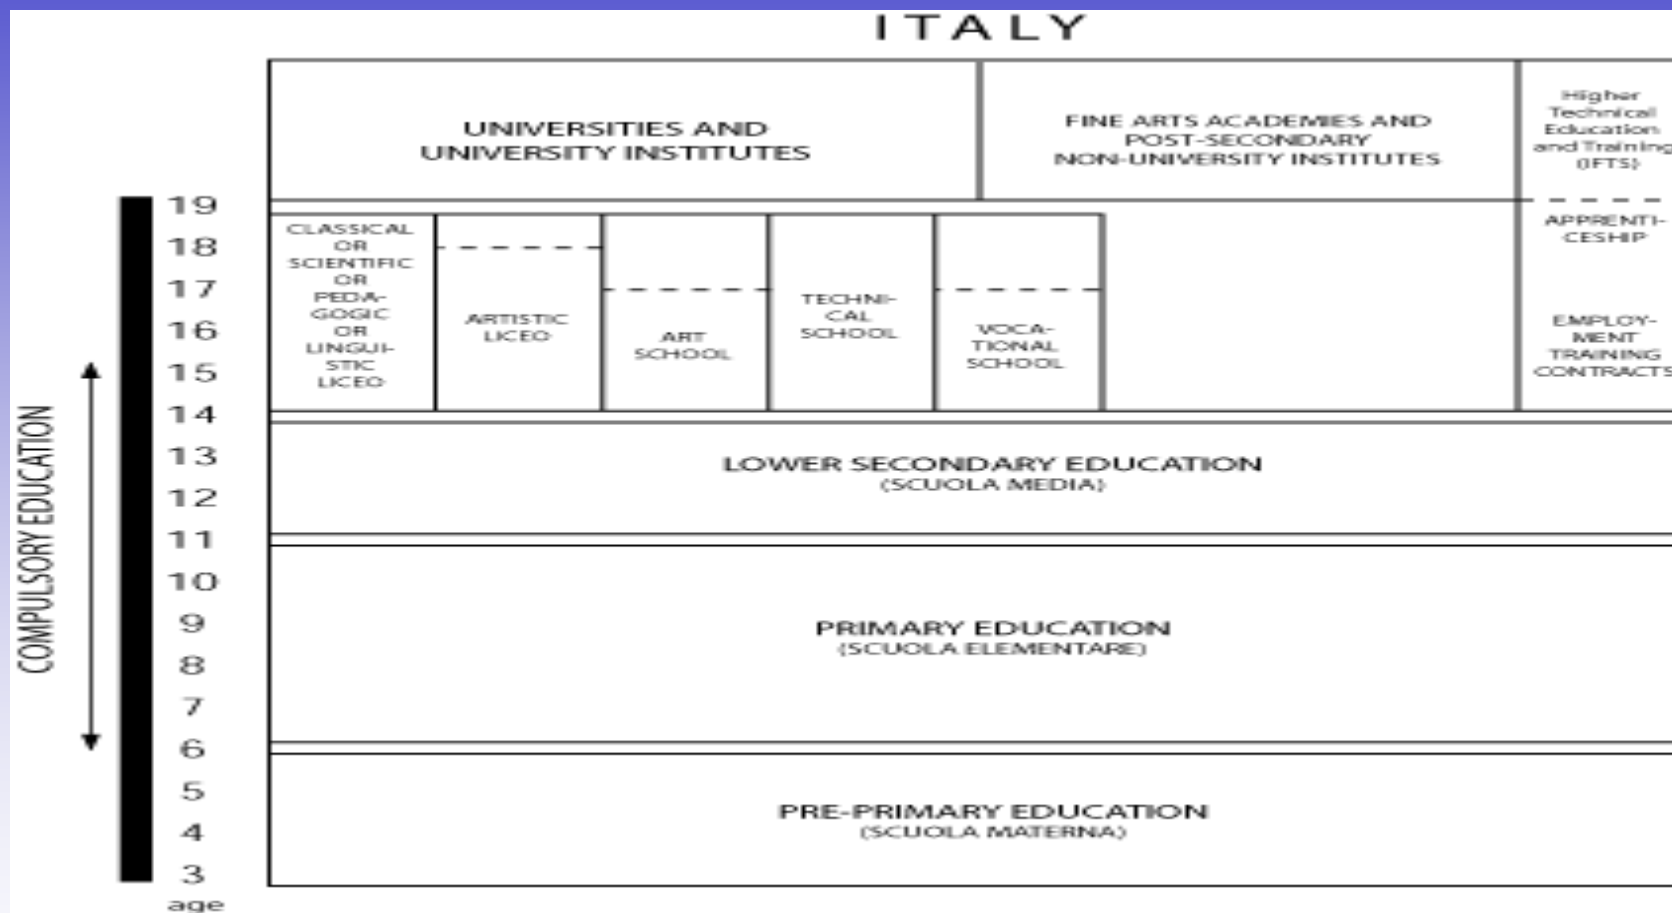 ITALY
UNIVERSITIES AND
UNIVERSITY INSTITUTES
FINE ARTS ACADEMIES AND
POST-SECONDARY
NON-UNIVERSITY INSTITUTES
Higher
Technical
Education
and Training
(IFTS)
CLASSICAL
OR
SCIENTIFIC
OR
PEDA-
GOGIC
OR
LINGUI-
STIC
LICEO
ARTISTIC
LICEO
ART
SCHOOL
TECHNI-
CAL
SCHOOL
VOCA-
TIONAL
SCHOOL
APPRENTI-
CESHIP
EMPLOY-
MENT
TRAINING
CONTRACTS
LOWER SECONDARY EDUCATION
(SCUOLA MEDIA)
PRIMARY EDUCATION
(SCUOLA ELEMENTARE)
PRE-PRIMARY EDUCATION
(SCUOLA MATERNA)
COMPULSORY EDUCATION
19
18
17
16
15
14
13
12
11
10
9
8
7
6
5
4
3
age